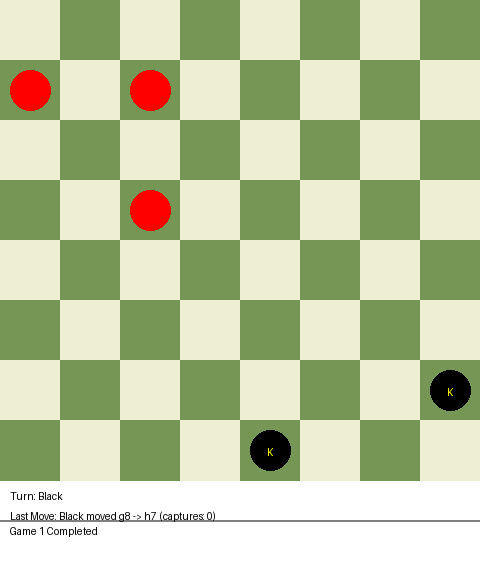 K
K
Turn: Black
Last Move: Black moved g8 -> h7 (captures: 0)
Game 1 Completed